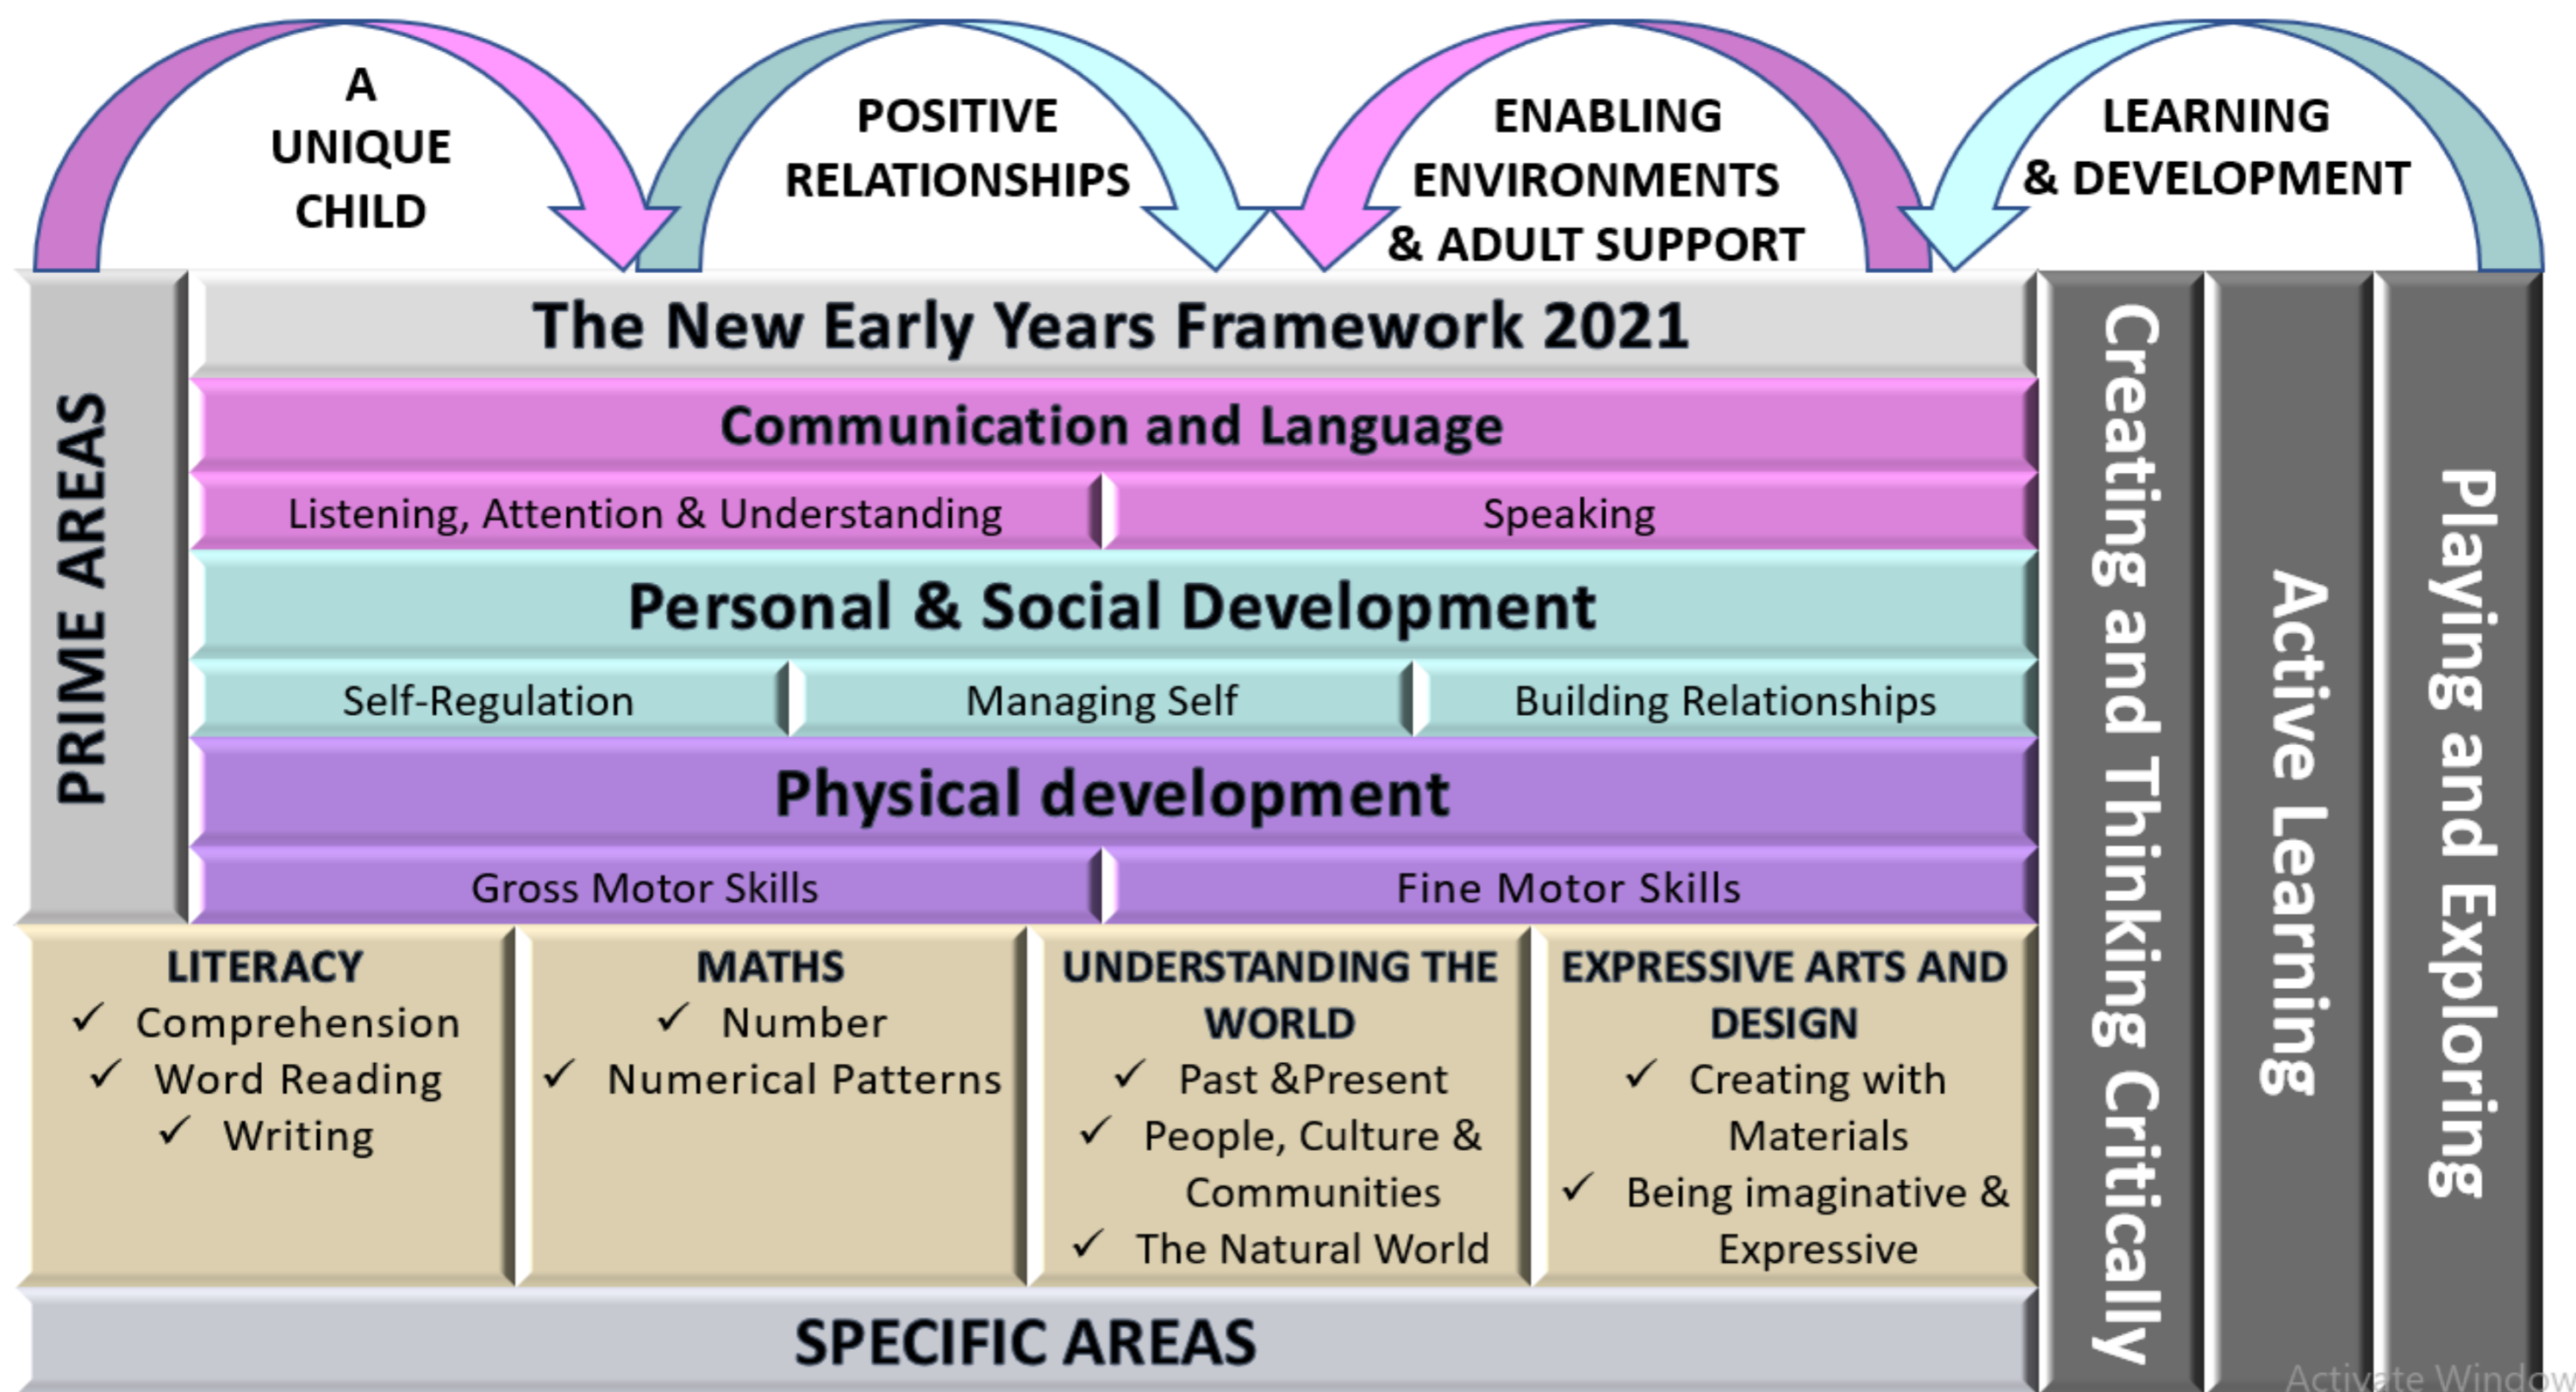 A
UNIQUE
CHILD
POSITIVE
RELATIONSHIPS
ENABLING
ENVIRONMENTS
& ADULT SUPPORT
LEARNING
& DEVELOPMENT
PRIME AREAS
The New Early Years Framework 2021
Communication and Language
Listening, Attention & Understanding
Speaking
Personal & Social Development
Self-Regulation
Managing Self
Building Relationships
Physical development
Gross Motor Skills
Fine Motor Skills
LITERACY
✓ Comprehension
✓ Word Reading
✓ Writing
MATHS
✓ Number
✓ Numerical Patterns
UNDERSTANDING THE
WORLD
✓ Past &Present
✓ People, Culture &
Communities
✓ The Natural World
EXPRESSIVE ARTS AND
DESIGN
✓ Creating with
Materials
✓ Being imaginative &
Expressive
SPECIFIC AREAS
Creating and Thinking Critically
Active Learning
Playing and Exploring
Activate Window